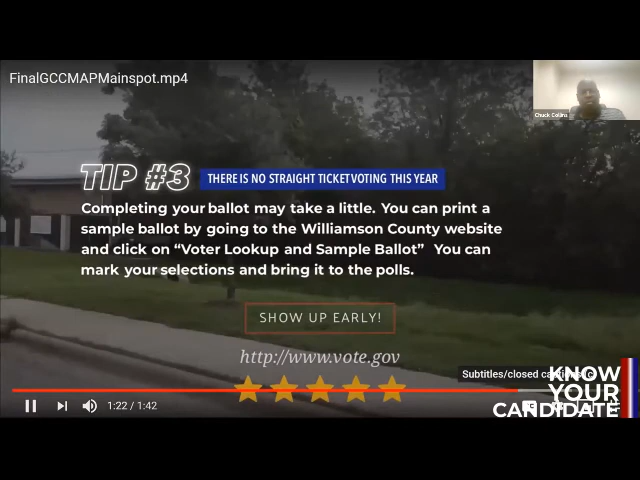 FinalGCCMAPMainspot.mp4
Chuck Collins
TIP #3
THERE IS NO STRAIGHT TICKETVOTING THIS YEAR
Completing your ballot may take a little. You can print a
sample ballot by going to the Williamson County website
and click on “Voter Lookup and Sample Ballot” You can
mark your selections and bring it to the polls.
SHOW UP EARLY!
http://www.vote.gov
Subtitles/closed
KNOW
YOUR
CANDIDATE
1:22 / 1:42